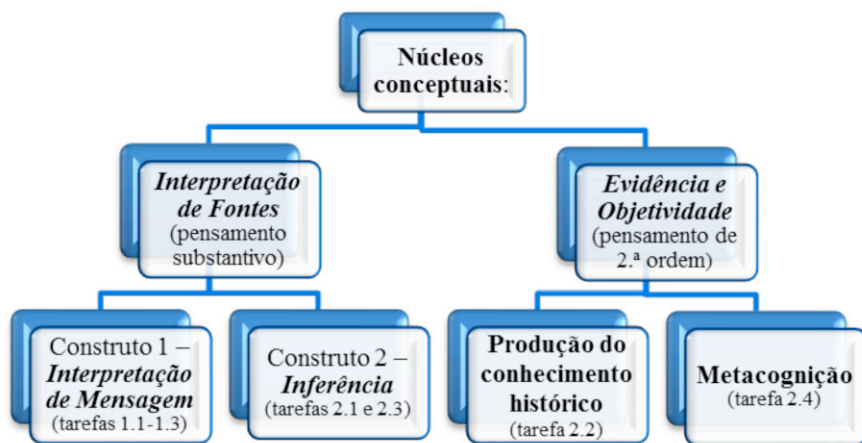 Núcleos
conceptuais:
Interpretação
de Fontes
(pensamento
substantivo)
Evidência e
Objetividade
(pensamento de
2.ª ordem)
Construto 1 –
Interpretação
de Mensagem
(tarefas 1.1-1.3)
Construto 2 –
Inferência
(tarefas 2.1 e 2.3)
Produção do
conhecimento
histórico
(tarefa 2.2)
Metacognição
(tarefa 2.4)